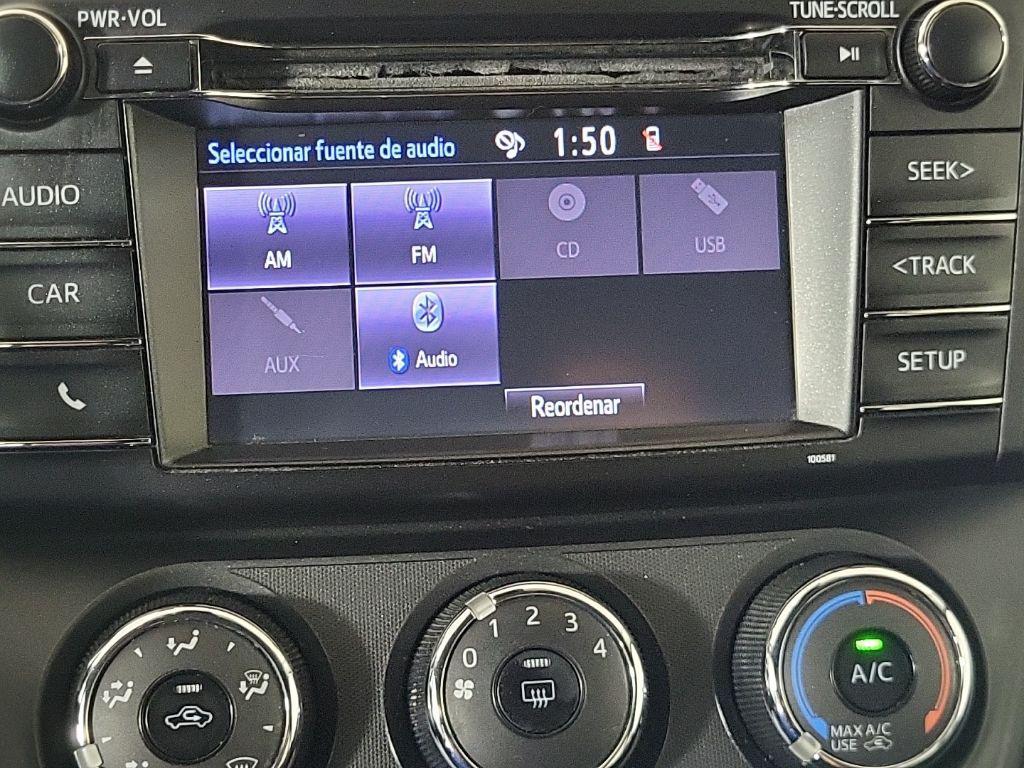 PWR·VOL
TUNE·SCROLL
Seleccionar fuente de audio
1:50
AUDIO
CAR
AM
FM
CD
USB
AUX
Audio
Reordenar
SEEK>
<TRACK
SETUP
100581
0
1
2
3
4
A/C
MAX A/C
USE